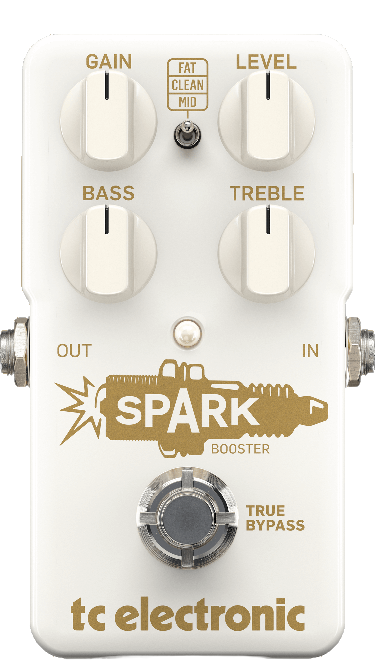 GAIN
LEVEL
FAT
CLEAN
MID
BASS
TREBLE
OUT
IN
SPARK
BOOSTER
TRUE
BYPASS
tc electronic